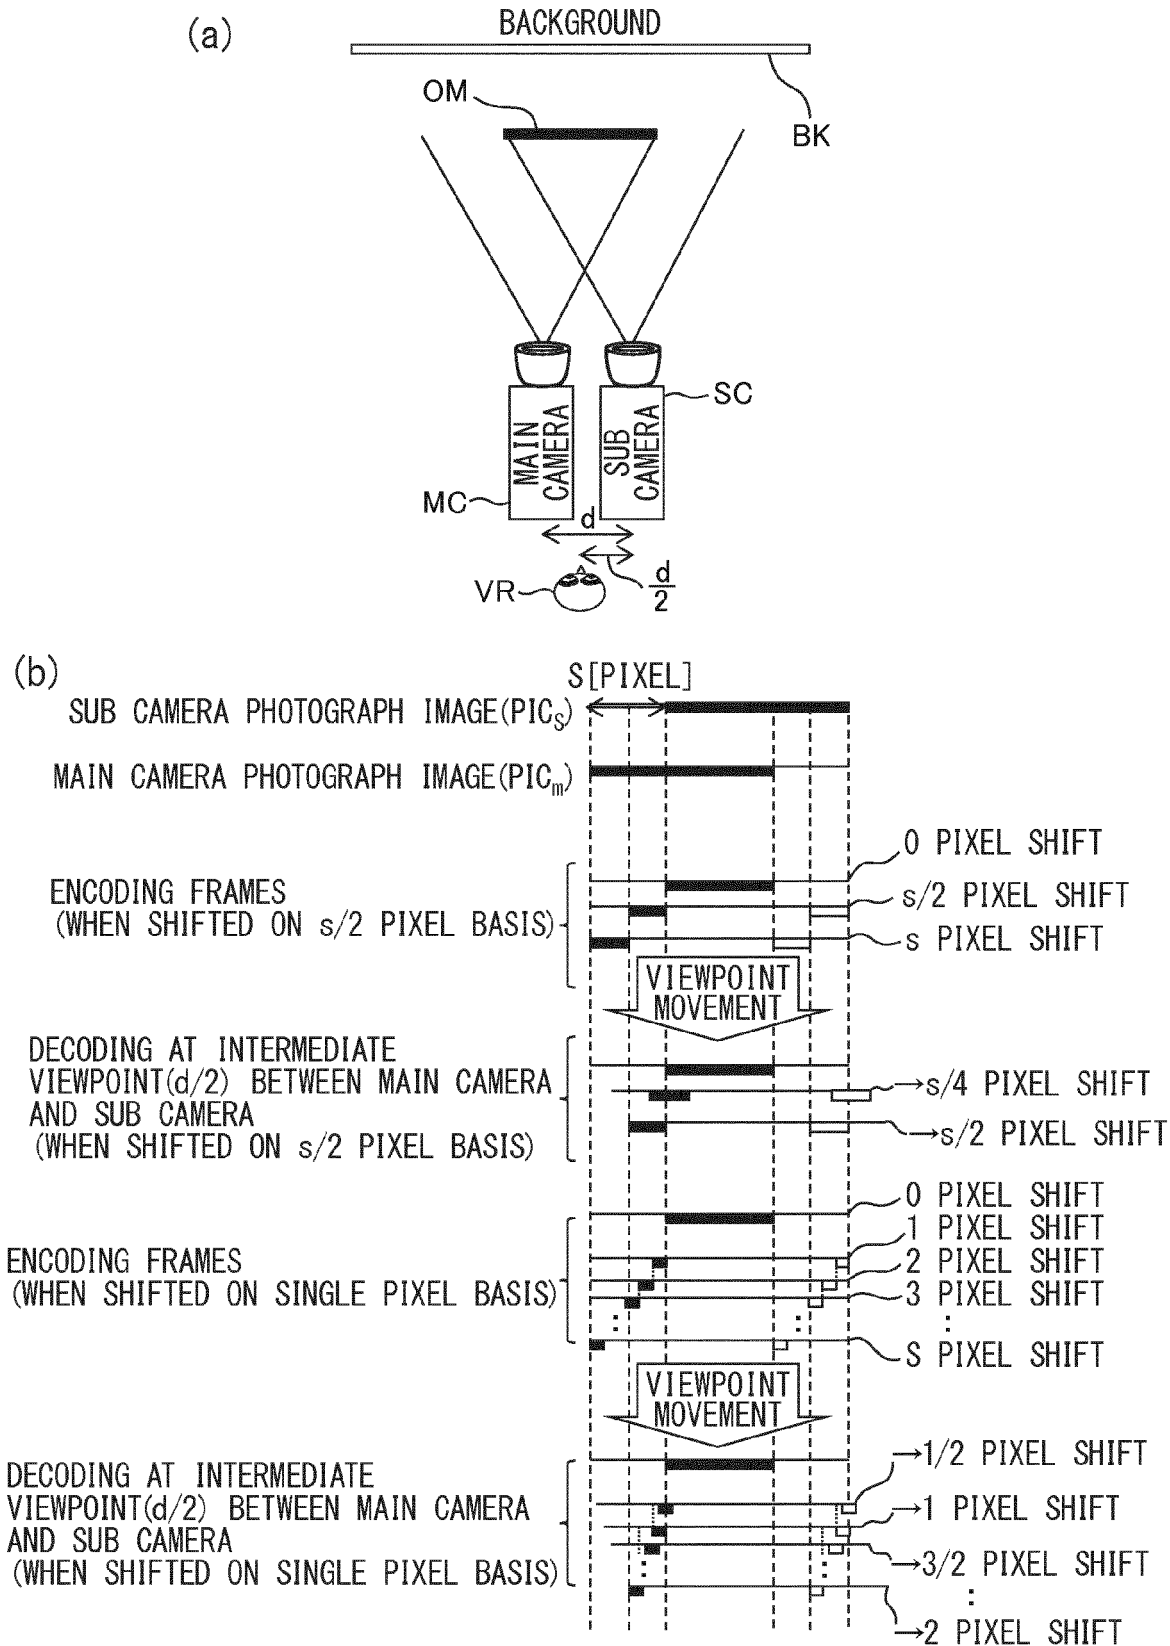 (a)
BACKGROUND
OM
BK
MAIN CAMERA
SUB CAMERA
SC
MC
d
VR
d/2
(b)
S[PIXEL]
SUB CAMERA PHOTOGRAPH IMAGE(PICS)
MAIN CAMERA PHOTOGRAPH IMAGE(PICm)
0 PIXEL SHIFT
ENCODING FRAMES
(WHEN SHIFTED ON s/2 PIXEL BASIS)
s/2 PIXEL SHIFT
s PIXEL SHIFT
VIEWPOINT
MOVEMENT
DECODING AT INTERMEDIATE
VIEWPOINT(d/2) BETWEEN MAIN CAMERA
AND SUB CAMERA
(WHEN SHIFTED ON s/2 PIXEL BASIS)
→s/4 PIXEL SHIFT
→s/2 PIXEL SHIFT
0 PIXEL SHIFT
1 PIXEL SHIFT
2 PIXEL SHIFT
3 PIXEL SHIFT
⋮
S PIXEL SHIFT
ENCODING FRAMES
(WHEN SHIFTED ON SINGLE PIXEL BASIS)
VIEWPOINT
MOVEMENT
DECODING AT INTERMEDIATE
VIEWPOINT(d/2) BETWEEN MAIN CAMERA
AND SUB CAMERA
(WHEN SHIFTED ON SINGLE PIXEL BASIS)
→1/2 PIXEL SHIFT
→1 PIXEL SHIFT
→3/2 PIXEL SHIFT
⋮
→2 PIXEL SHIFT